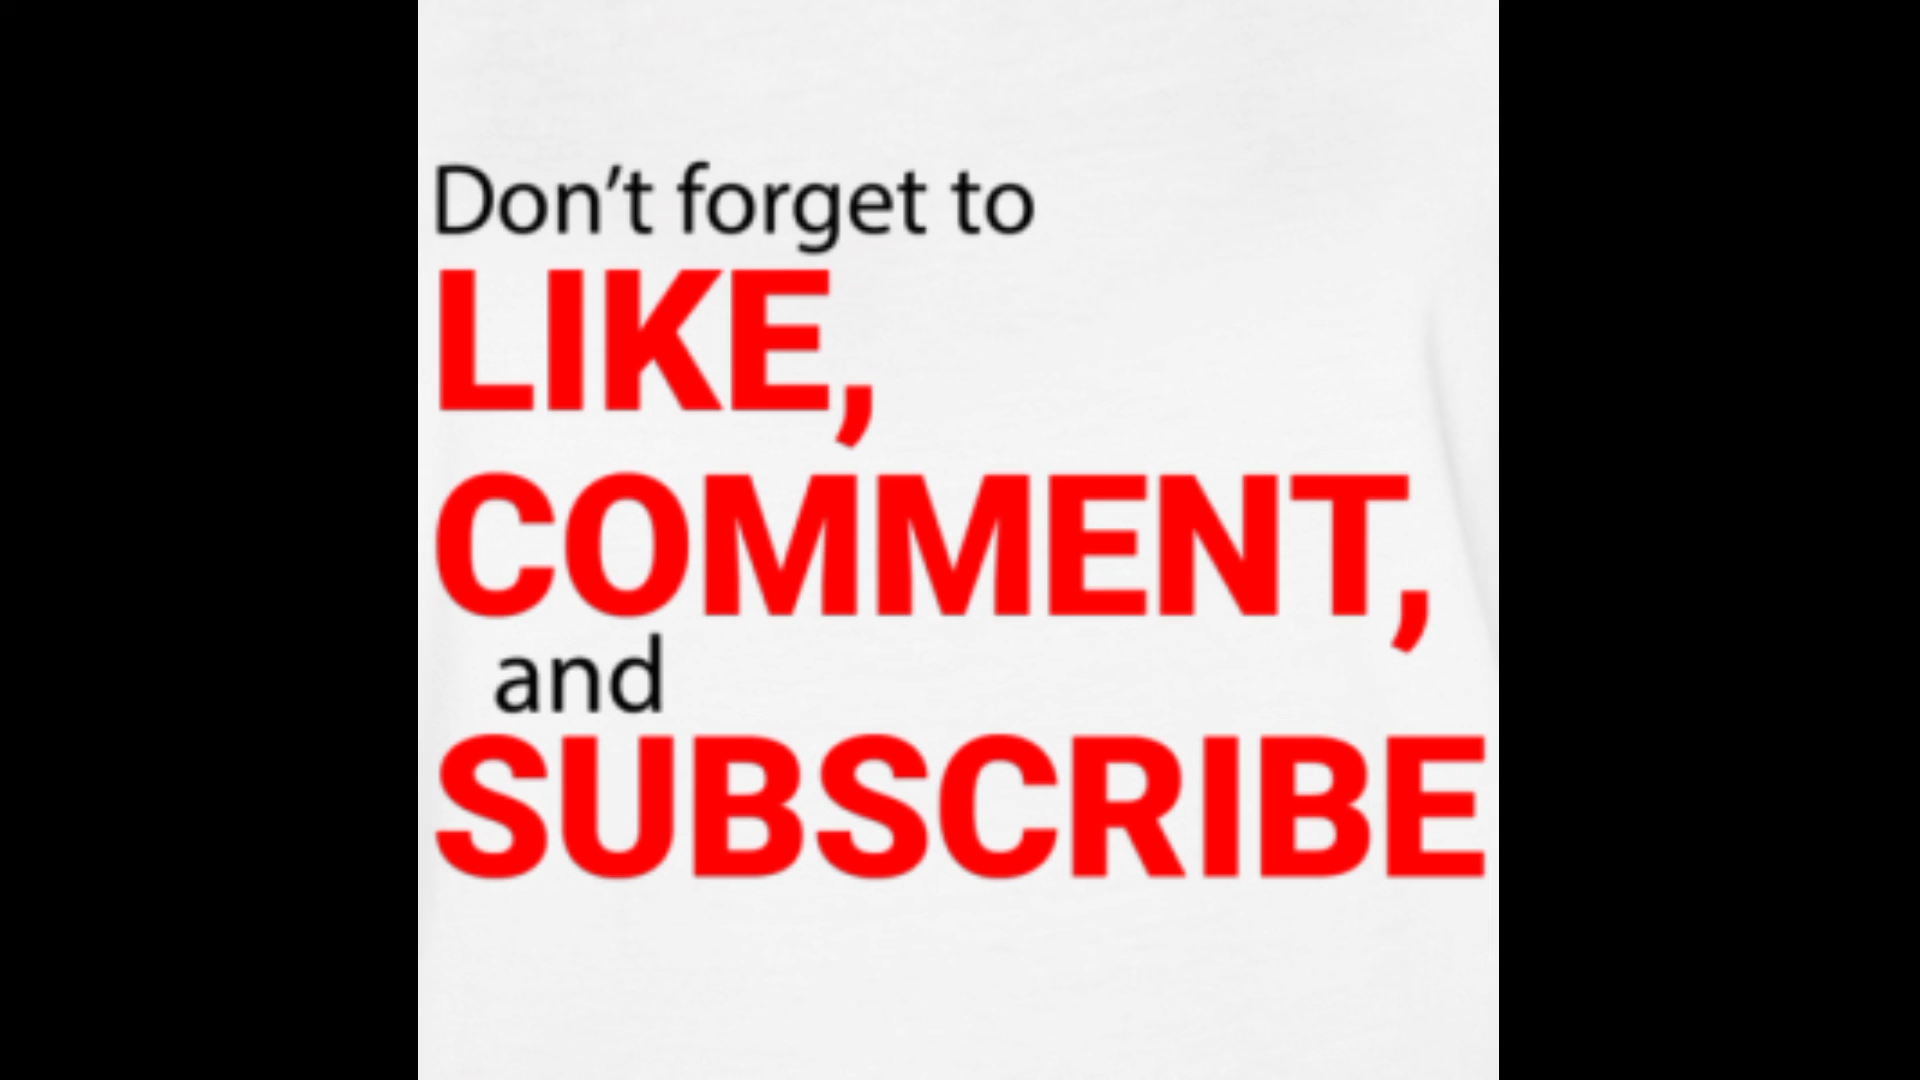 Don’t forget to
LIKE,
COMMENT,
and
SUBSCRIBE